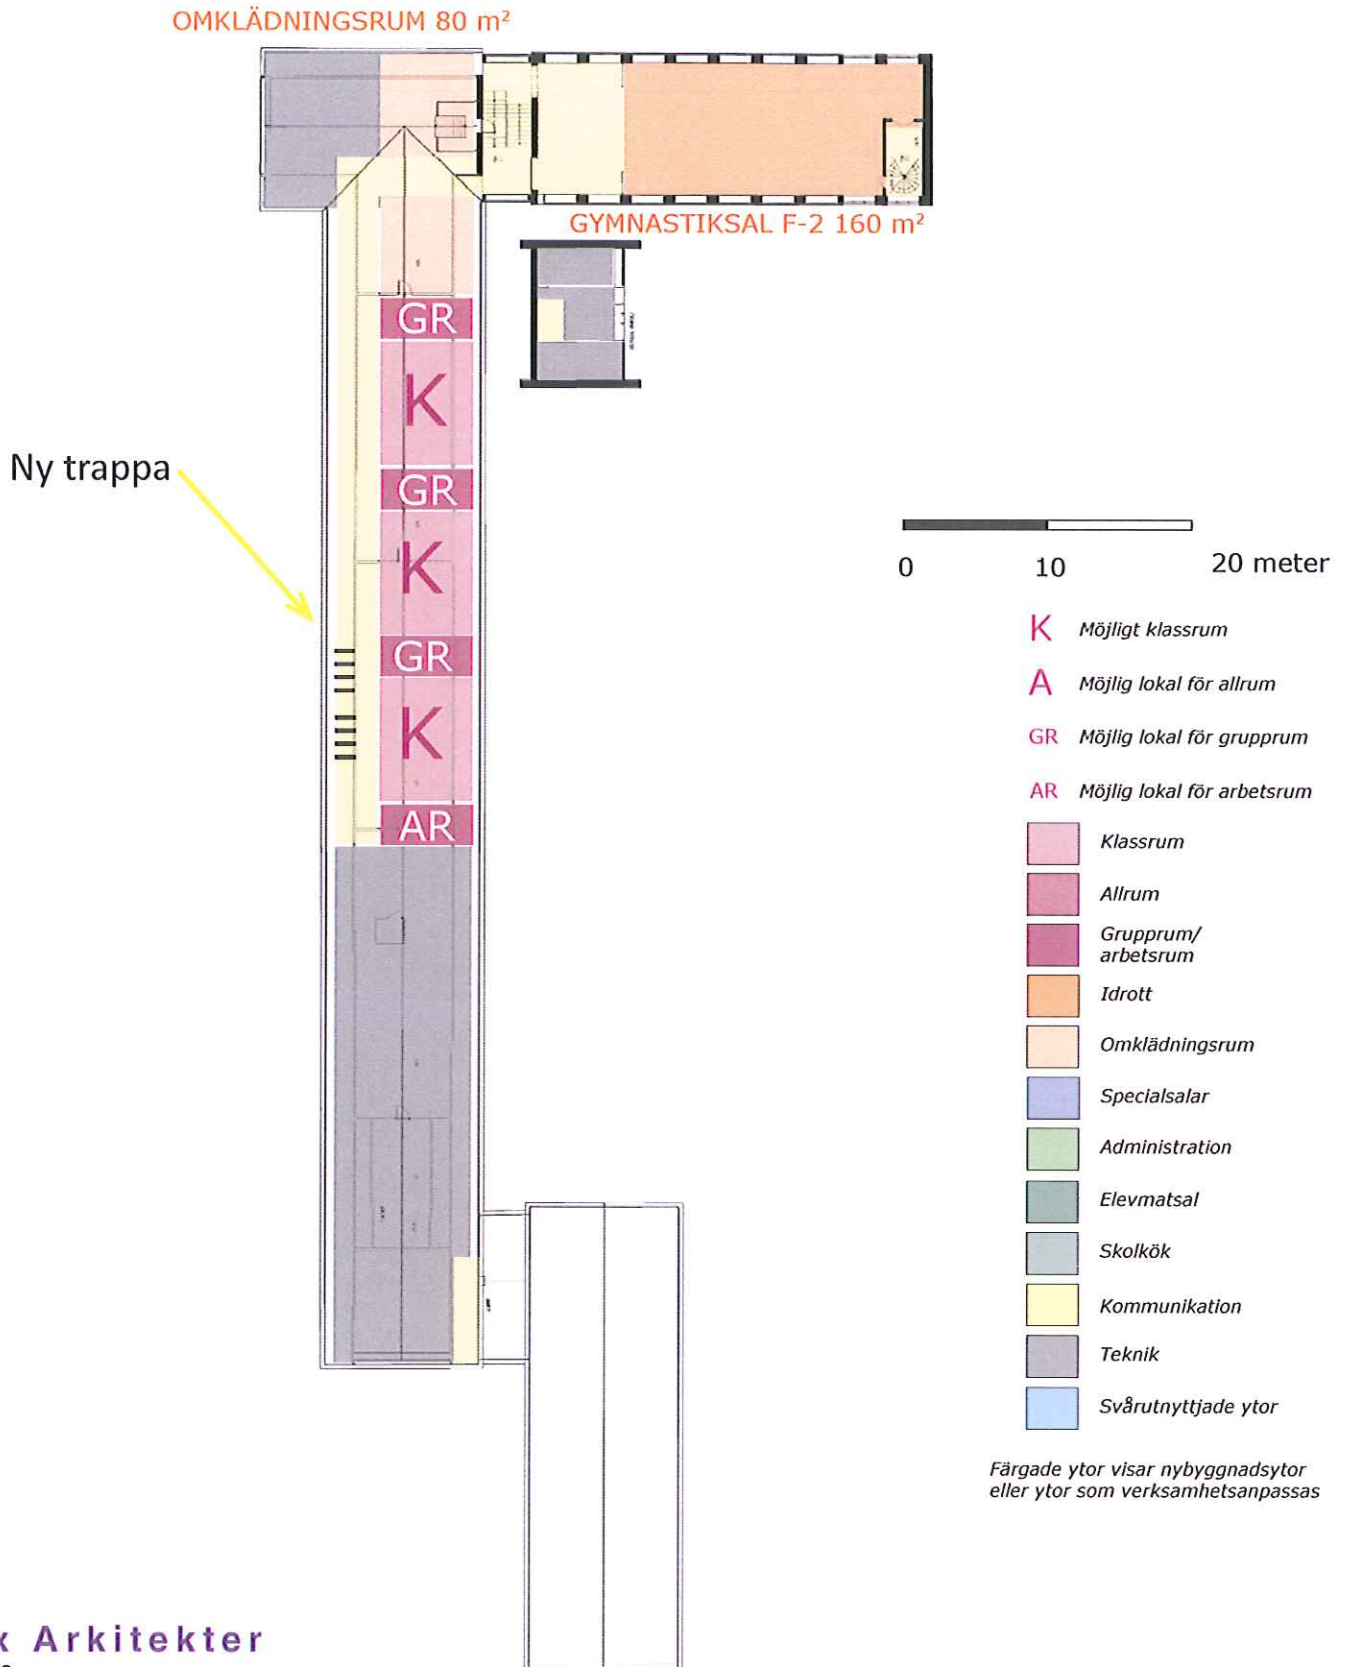 OMKLÄDNINGSRUM 80 m²
GYMNASTIKSAL F-2 160 m²
GR
K
Ny trappa
GR
K
GR
K
AR
0 10 20 meter
K Möjligt klassrum
A Möjlig lokal för allrum
GR Möjlig lokal för grupprum
AR Möjlig lokal för arbetsrum
Klassrum
Allrum
Grupprum/
arbetsrum
Idrott
Omklädningsrum
Specialsalar
Administration
Elevmatsal
Skolkök
Kommunikation
Teknik
Svårutnyttjade ytor
Färgade ytor visar nybyggnadsytor
eller ytor som verksamhetsanpassas
Arkitekter